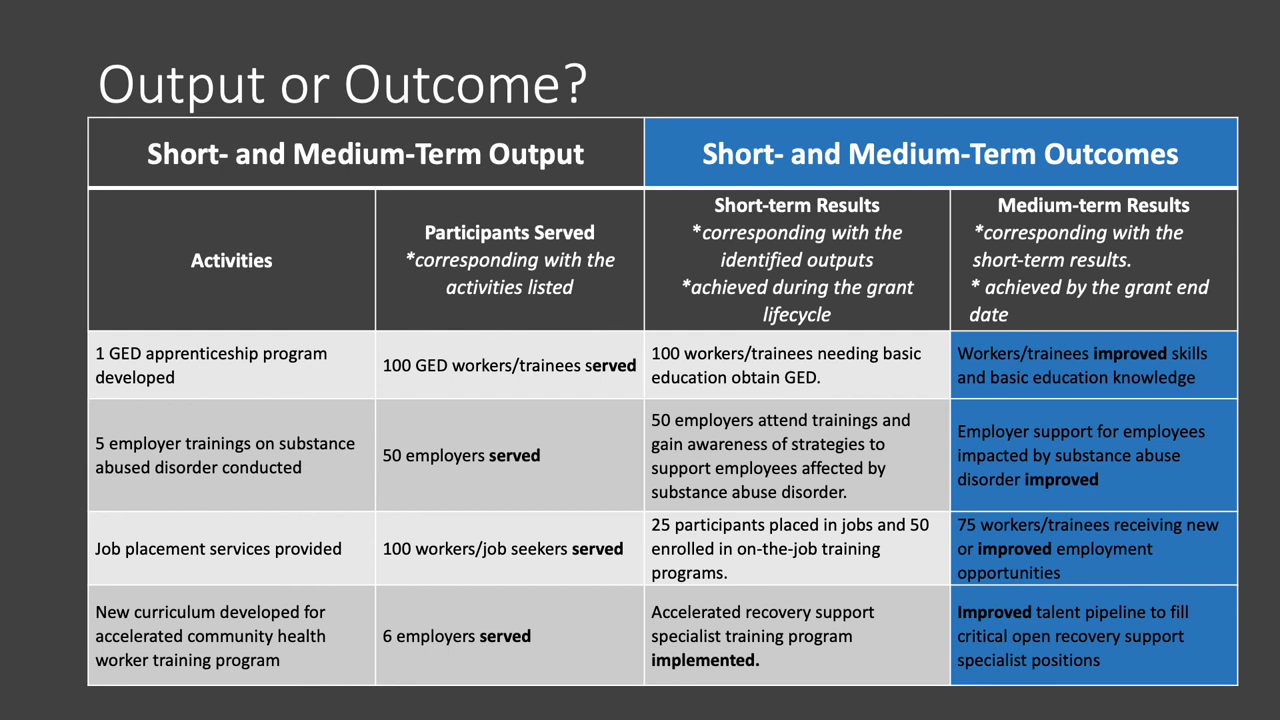 Output or Outcome?
Short- and Medium-Term Output
Short- and Medium-Term Outcomes
Activities
Participants Served
*corresponding with the
activities listed
Short-term Results
*corresponding with the
identified outputs
*achieved during the grant
lifecycle
Medium-term Results
*corresponding with the
short-term results.
* achieved by the grant end
date
1 GED apprenticeship program
developed
100 GED workers/trainees served
100 workers/trainees needing basic
education obtain GED.
Workers/trainees improved skills
and basic education knowledge
5 employer trainings on substance
abused disorder conducted
50 employers served
50 employers attend trainings and
gain awareness of strategies to
support employees affected by
substance abuse disorder.
Employer support for employees
impacted by substance abuse
disorder improved
Job placement services provided
100 workers/job seekers served
25 participants placed in jobs and 50
enrolled in on-the-job training
programs.
75 workers/trainees receiving new
or improved employment
opportunities
New curriculum developed for
accelerated community health
worker training program
6 employers served
Accelerated recovery support
specialist training program
implemented.
Improved talent pipeline to fill
critical open recovery support
specialist positions